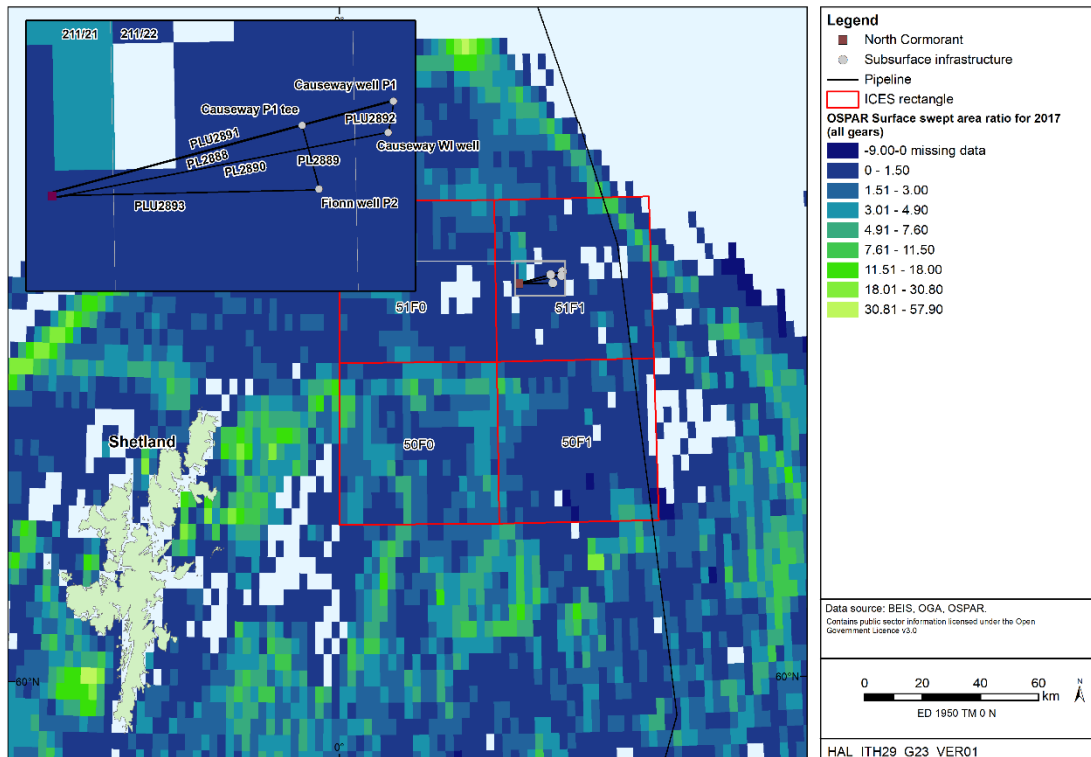 0°
211/21
211/22
Causeway well P1
Causeway P1 tee
PLU2892
PLU2891
Causeway WI well
PL2888
PL2890
PL2889
PLU2893
Fionn well P2
51F0
51F1
50F0
50F1
Shetland
60°N
60°N
0°
Legend
North Cormorant
Subsurface infrastructure
Pipeline
ICES rectangle
OSPAR Surface swept area ratio for 2017
(all gears)
-9.00-0 missing data
0 - 1.50
1.51 - 3.00
3.01 - 4.90
4.91 - 7.60
7.61 - 11.50
11.51 - 18.00
18.01 - 30.80
30.81 - 57.90
Data source: BEIS, OGA, OSPAR.
Contains public sector information licensed under the Open
Government Licence v3.0
0 20 40 60
km
N
ED 1950 TM 0 N
HAL_ITH29_G23_VER01